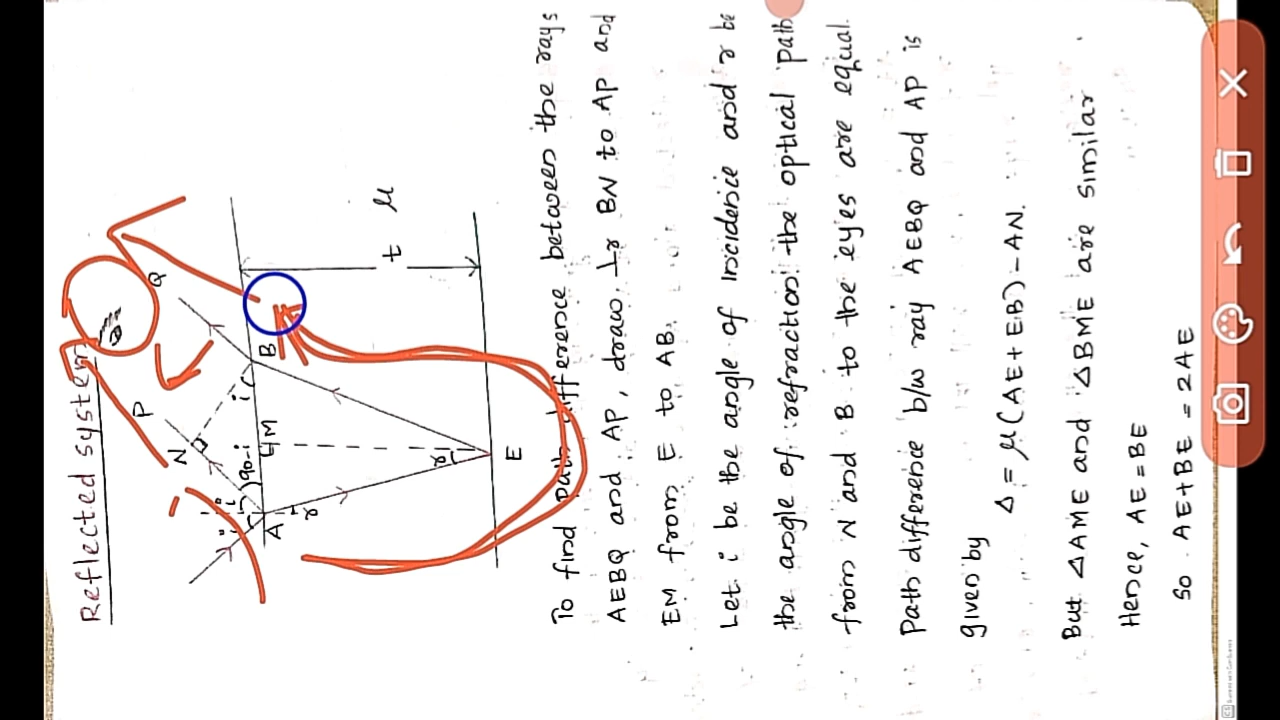 Reflected system
P
Q
N
i
i
90-i
i
A
M
B
r
r
E
t
μ
To find path difference between the rays
AEBQ and AP, draw ⊥r BN to AP and
EM from E to AB.
Let i be the angle of incidence and r be
the angle of refraction. the optical path
from N and B to the eyes are equal.
Path difference b/w ray AEBQ and AP is
given by
Δ = μ(AE + EB) - AN.
But ΔAME and ΔBME are similar
Hence, AE = BE
So AE+BE = 2AE
CS